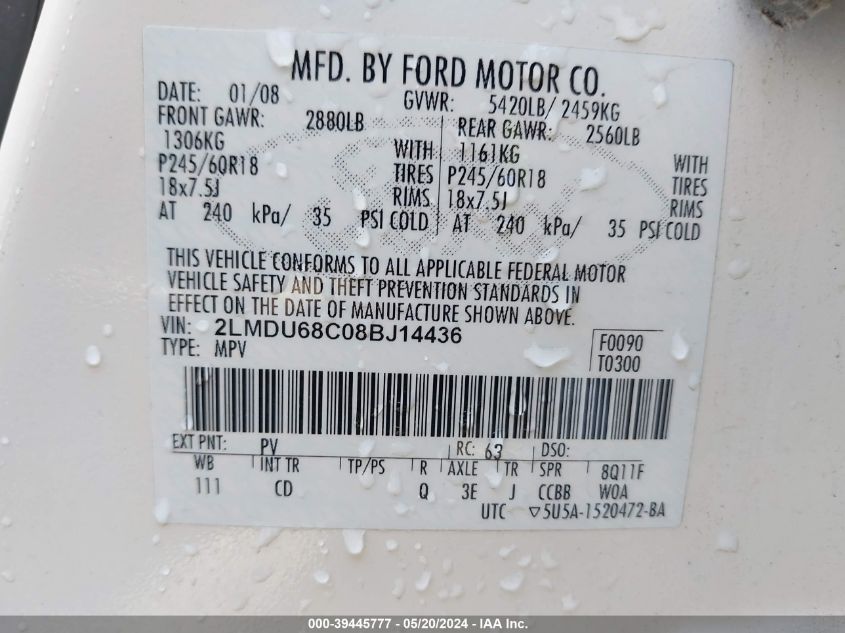 MFD. BY FORD MOTOR CO.
DATE: 01/08 GVWR: 5420LB/ 2459KG
FRONT GAWR: 2880LB REAR GAWR: 2560LB
1306KG WITH 1161KG WITH
P245/60R18 TIRES P245/60R18 TIRES
18x7.5J RIMS 18x7.5J RIMS
AT 240 kPa/ 35 PSI COLD AT 240 kPa/ 35 PSI COLD
THIS VEHICLE CONFORMS TO ALL APPLICABLE FEDERAL MOTOR
VEHICLE SAFETY AND THEFT PREVENTION STANDARDS IN
EFFECT ON THE DATE OF MANUFACTURE SHOWN ABOVE.
VIN: 2LMDU68C08BJ14436 F0090
TYPE: MPV T0300
EXT PNT: PV RC: 63 DSO:
WB INT TR TP/PS R AXLE TR SPR 8Q11F
111 CD Q 3E J CCBB WOA
UTC ▽5U5A-1520472-BA
000-39445777 - 05/20/2024 - IAA Inc.